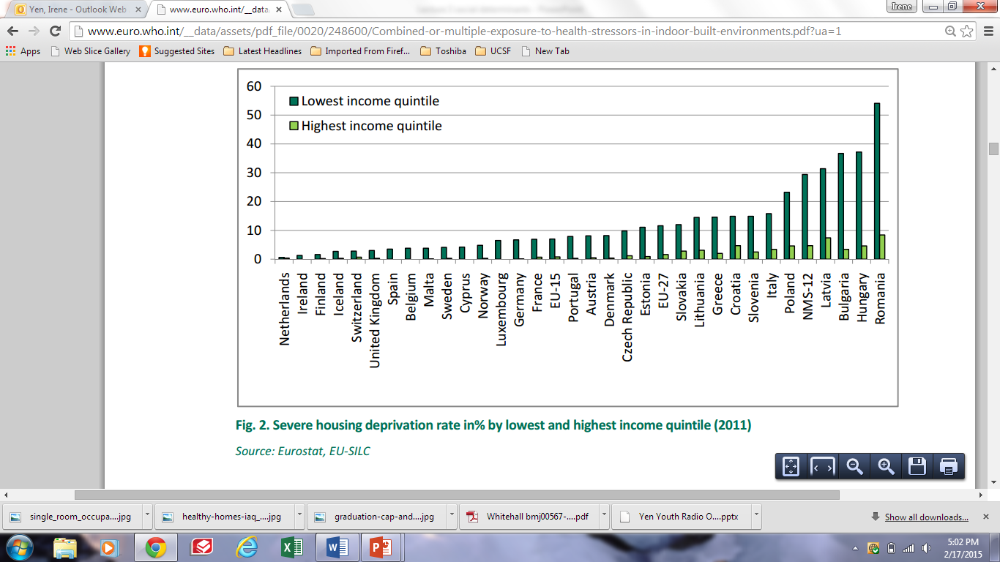 Yen, Irene - Outlook Web
www.euro.who.int/__data/
Irene
www.euro.who.int/__data/assets/pdf_file/0020/248600/Combined-or-multiple-exposure-to-health-stressors-in-indoor-built-environments.pdf?ua=1
Apps Web Slice Gallery Suggested Sites Latest Headlines Imported From Firef... Toshiba UCSF New Tab
60
50
40
30
20
10
0
Lowest income quintile
Highest income quintile
Netherlands
Ireland
Finland
Iceland
Switzerland
United Kingdom
Spain
Belgium
Malta
Sweden
Cyprus
Norway
Luxembourg
Germany
France
EU-15
Portugal
Austria
Denmark
Czech Republic
Estonia
EU-27
Slovakia
Lithuania
Greece
Croatia
Slovenia
Italy
Poland
NMS-12
Latvia
Bulgaria
Hungary
Romania
Fig. 2. Severe housing deprivation rate in% by lowest and highest income quintile (2011)
Source: Eurostat, EU-SILC
single_room_occupa....jpg healthy-homes-iaq_....jpg graduation-cap-and....jpg Whitehall bmj00567-....pdf Yen Youth Radio O....pptx Show all downloads...
5:02 PM
2/17/2015